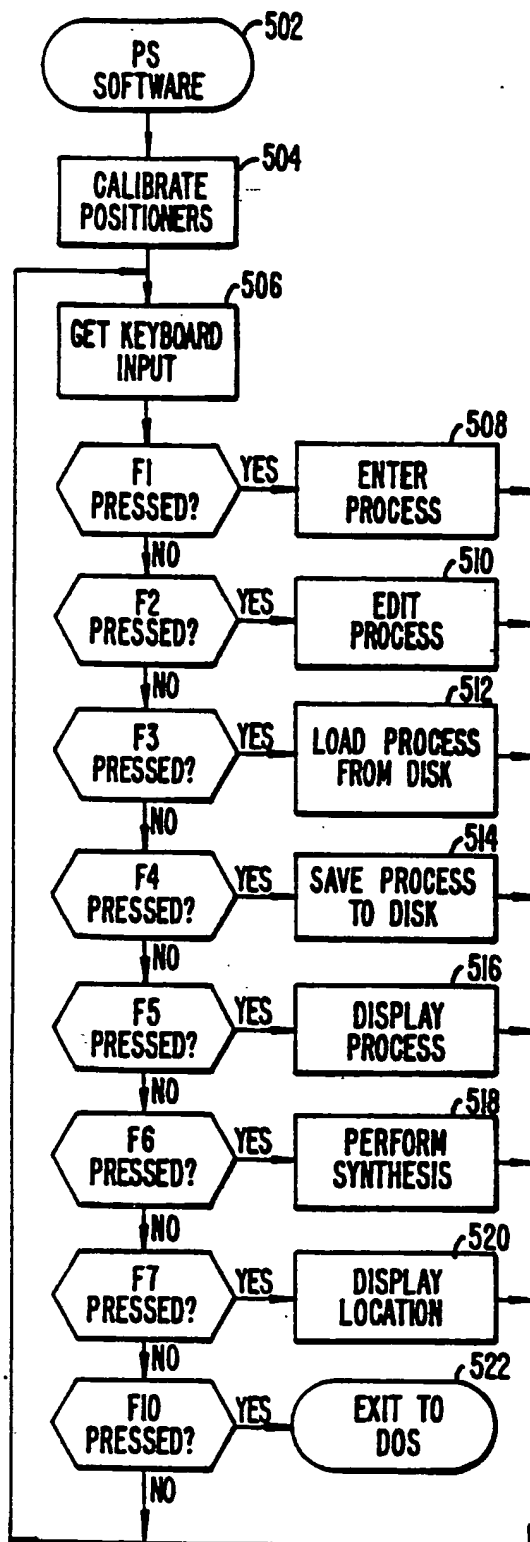 502
PS
SOFTWARE
504
CALIBRATE
POSITIONERS
506
GET KEYBOARD
INPUT
508
F1
PRESSED?
YES
ENTER
PROCESS
NO
510
F2
PRESSED?
YES
EDIT
PROCESS
NO
512
F3
PRESSED?
YES
LOAD PROCESS
FROM DISK
NO
514
F4
PRESSED?
YES
SAVE PROCESS
TO DISK
NO
516
F5
PRESSED?
YES
DISPLAY
PROCESS
NO
518
F6
PRESSED?
YES
PERFORM
SYNTHESIS
NO
520
F7
PRESSED?
YES
DISPLAY
LOCATION
NO
522
F10
PRESSED?
YES
EXIT TO
DOS
NO